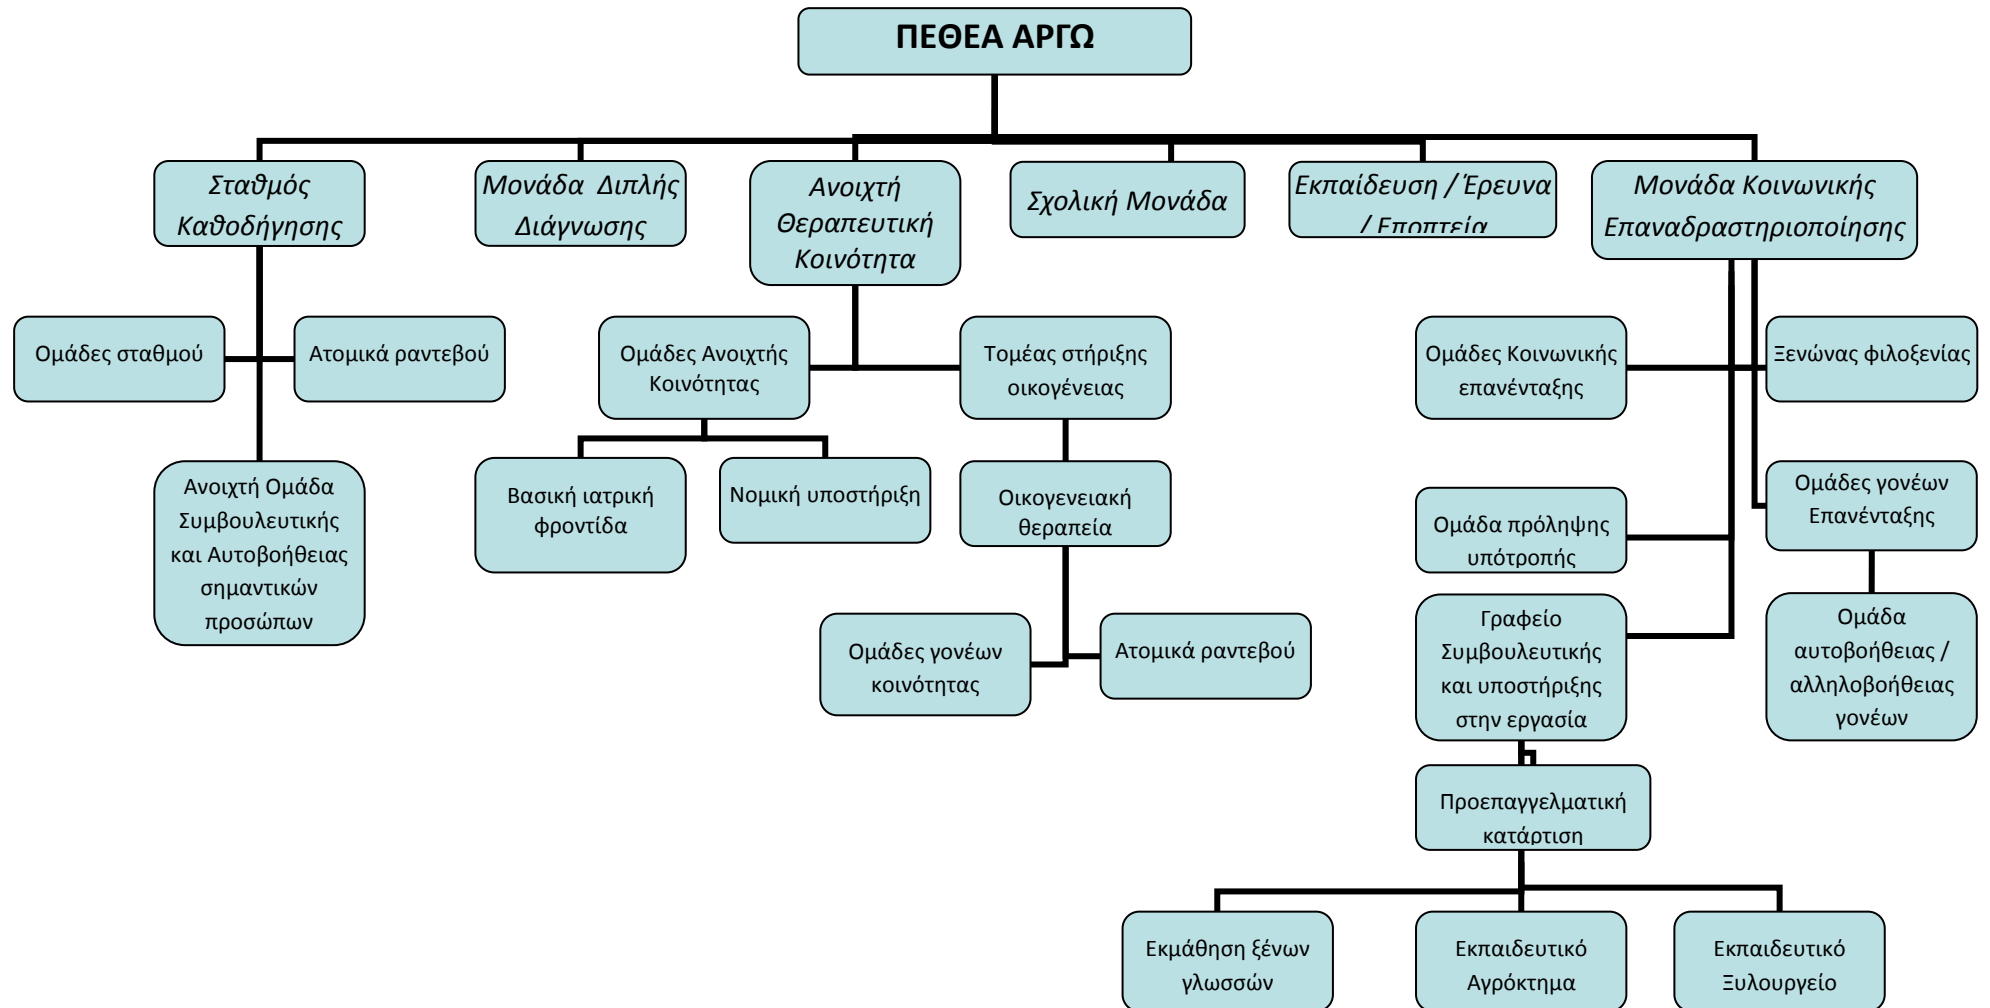 ΠΕΘΕΑ ΑΡΓΩ
Σταθμός
Καθοδήγησης
Μονάδα Διπλής
Διάγνωσης
Ανοιχτή
Θεραπευτική
Κοινότητα
Σχολική Μονάδα
Εκπαίδευση / Έρευνα
/ Εποπτεία
Μονάδα Κοινωνικής
Επαναδραστηριοποίησης
Ομάδες σταθμού
Ατομικά ραντεβού
Ομάδες Ανοιχτής
Κοινότητας
Τομέας στήριξης
οικογένειας
Ομάδες Κοινωνικής
επανένταξης
Ξενώνας φιλοξενίας
Ανοιχτή Ομάδα
Συμβουλευτικής
και Αυτοβοήθειας
σημαντικών
προσώπων
Βασική ιατρική
φροντίδα
Νομική υποστήριξη
Οικογενειακή
θεραπεία
Ομάδα πρόληψης
υπότροπής
Ομάδες γονέων
Επανένταξης
Ομάδες γονέων
κοινότητας
Ατομικά ραντεβού
Γραφείο
Συμβουλευτικής
και υποστήριξης
στην εργασία
Ομάδα
αυτοβοήθειας /
αλληλοβοήθειας
γονέων
Προεπαγγελματική
κατάρτιση
Εκμάθηση ξένων
γλωσσών
Εκπαιδευτικό
Αγρόκτημα
Εκπαιδευτικό
Ξυλουργείο